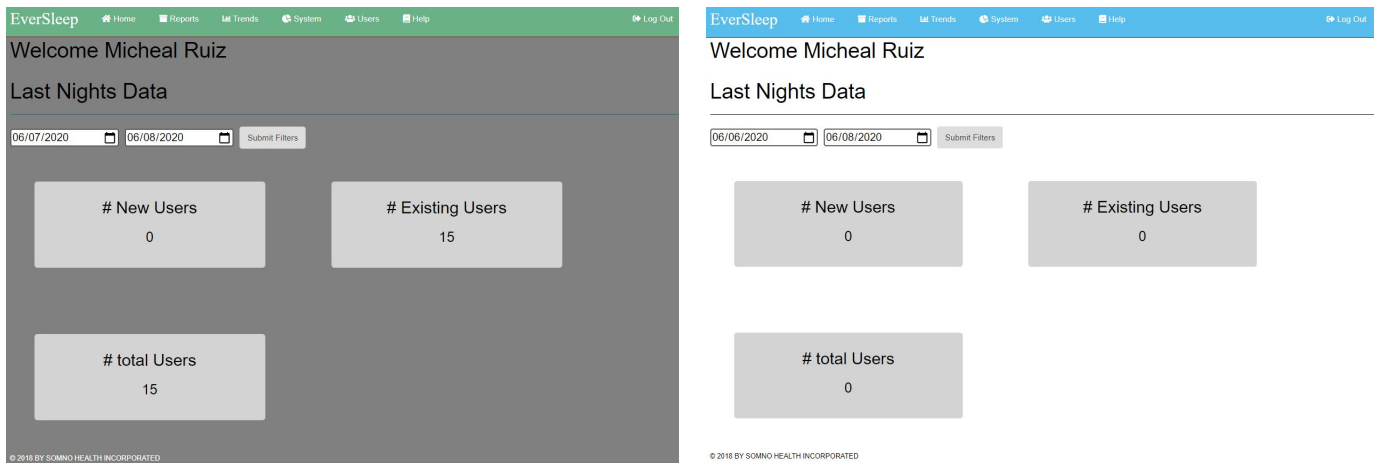 EverSleep Home Reports Trends System Users Help Log Out
Welcome Micheal Ruiz
Last Nights Data
06/07/2020 06/08/2020 Submit Filters
# New Users # Existing Users
0 15
# total Users
15
© 2018 BY SOMNO HEALTH INCORPORATED
EverSleep Home Reports Trends System Users Help Log Out
Welcome Micheal Ruiz
Last Nights Data
06/06/2020 06/08/2020 Submit Filters
# New Users # Existing Users
0 0
# total Users
0
© 2018 BY SOMNO HEALTH INCORPORATED